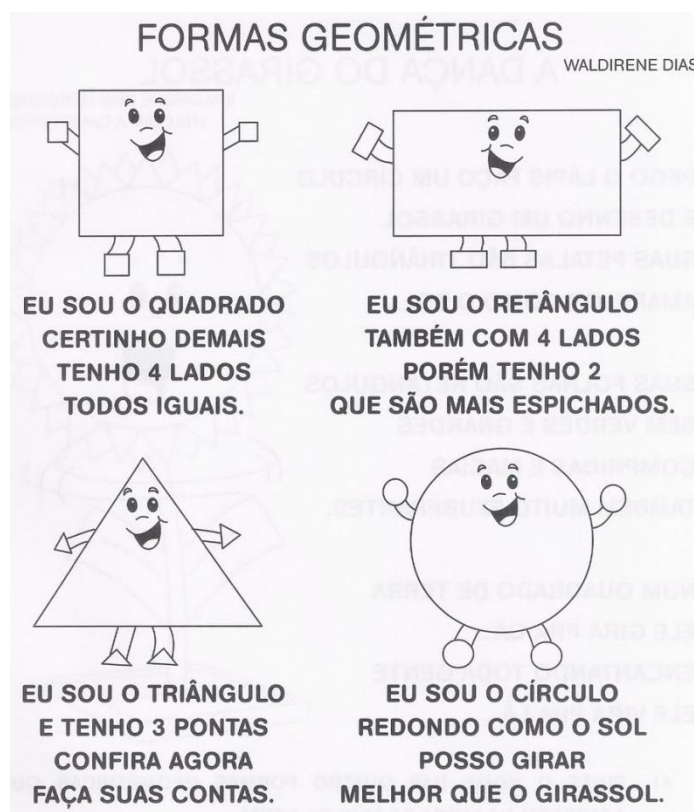 FORMAS GEOMÉTRICAS
WALDIRENE DIAS
EU SOU O QUADRADO
CERTINHO DEMAIS
TENHO 4 LADOS
TODOS IGUAIS.
EU SOU O RETÂNGULO
TAMBÉM COM 4 LADOS
PORÉM TENHO 2
QUE SÃO MAIS ESPICHADOS.
EU SOU O TRIÂNGULO
E TENHO 3 PONTAS
CONFIRA AGORA
FAÇA SUAS CONTAS.
EU SOU O CÍRCULO
REDONDO COMO O SOL
POSSO GIRAR
MELHOR QUE O GIRASSOL.